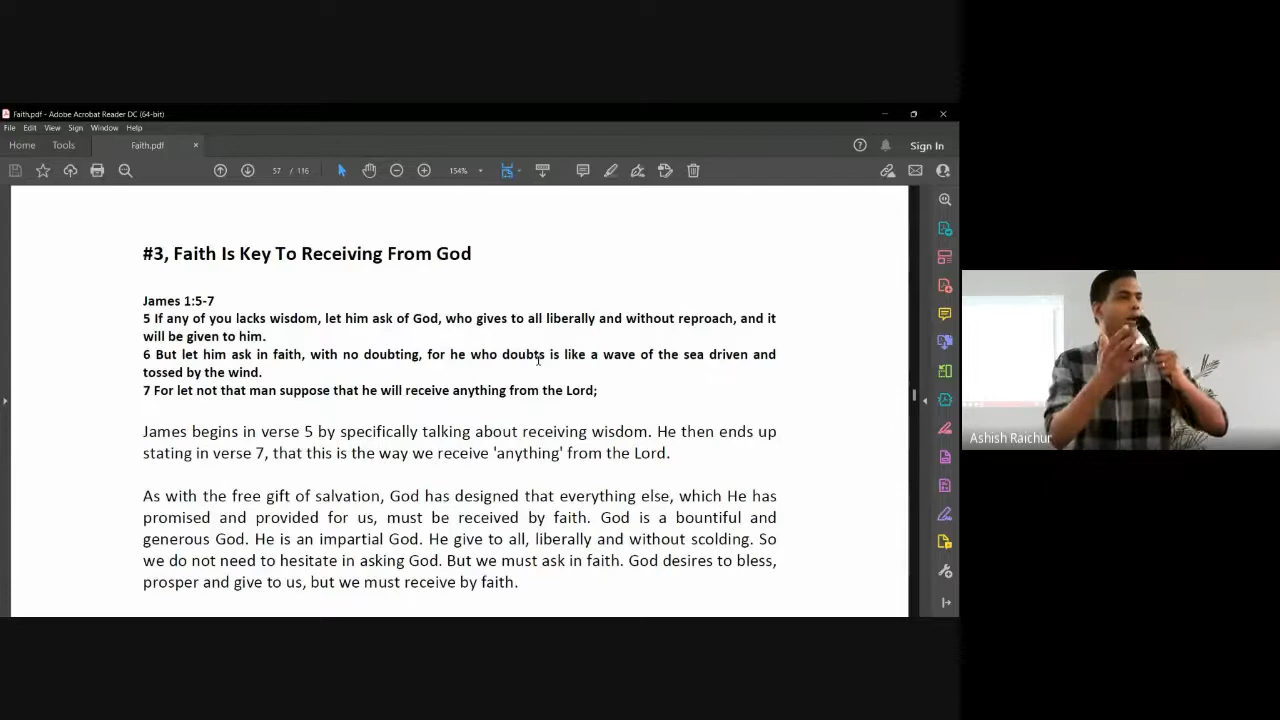 Faith.pdf - Adobe Acrobat Reader DC (64-bit)
File Edit View Sign Window Help
Home Tools Faith.pdf × Sign In
57 / 116 154%
#3, Faith Is Key To Receiving From God
James 1:5-7
5 If any of you lacks wisdom, let him ask of God, who gives to all liberally and without reproach, and it
will be given to him.
6 But let him ask in faith, with no doubting, for he who doubts is like a wave of the sea driven and
tossed by the wind.
7 For let not that man suppose that he will receive anything from the Lord;
James begins in verse 5 by specifically talking about receiving wisdom. He then ends up
stating in verse 7, that this is the way we receive 'anything' from the Lord.
As with the free gift of salvation, God has designed that everything else, which He has
promised and provided for us, must be received by faith. God is a bountiful and
generous God. He is an impartial God. He give to all, liberally and without scolding. So
we do not need to hesitate in asking God. But we must ask in faith. God desires to bless,
prosper and give to us, but we must receive by faith.
Ashish Raichur